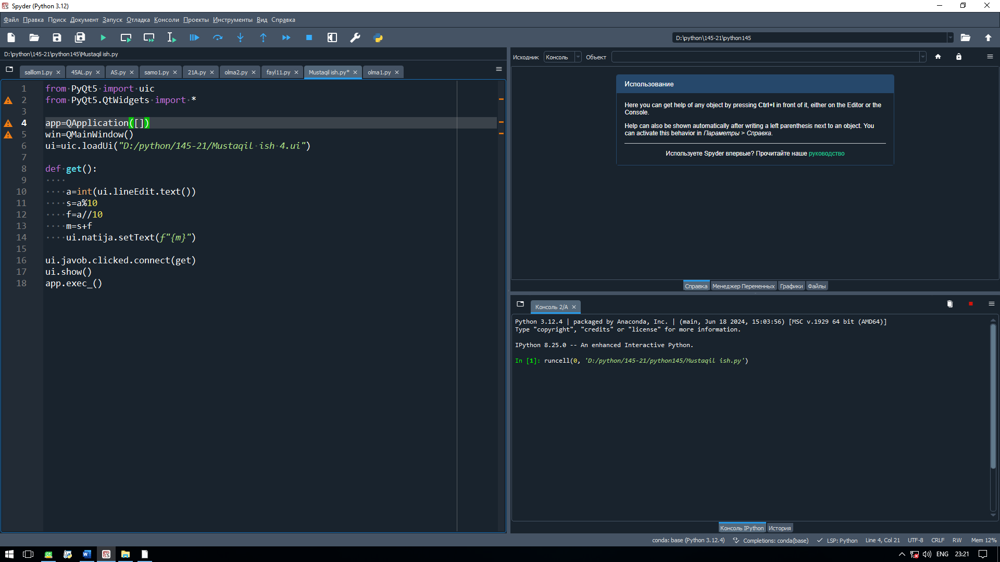 Spyder (Python 3.12)
Файл Правка Поиск Документ Запуск Отладка Консоли Проекты Инструменты Вид Справка
D:\python\145-21\python145
D:\python\145-21\python145\Mustaqil ish.py
salllom1.py 45AL.py AS.py samo1.py 21A.py olma2.py fayl11.py Mustaqil ish.py* olma1.py
1 from PyQt5 import uic
2 from PyQt5.QtWidgets import *
3
4 app=QApplication([])
5 win=QMainWindow()
6 ui=uic.loadUi("D:/python/145-21/Mustaqil ish 4.ui")
7
8 def get():
9
10 a=int(ui.lineEdit.text())
11 s=a%10
12 f=a//10
13 m=s+f
14 ui.natija.setText(f"{m}")
15
16 ui.javob.clicked.connect(get)
17 ui.show()
18 app.exec_()
Исходник Консоль Объект
Использование
Here you can get help of any object by pressing Ctrl+I in front of it, either on the Editor or the
Console.
Help can also be shown automatically after writing a left parenthesis next to an object. You
can activate this behavior in Параметры > Справка.
Используете Spyder впервые? Прочитайте наше руководство
Справка Менеджер Переменных Графики Файлы
Консоль 2/A
Python 3.12.4 | packaged by Anaconda, Inc. | (main, Jun 18 2024, 15:03:56) [MSC v.1929 64 bit (AMD64)]
Type "copyright", "credits" or "license" for more information.
IPython 8.25.0 -- An enhanced Interactive Python.
In [1]: runcell(0, 'D:/python/145-21/python145/Mustaqil ish.py')
Консоль IPython История
conda: base (Python 3.12.4) Completions: conda(base) LSP: Python Line 4, Col 21 UTF-8 CRLF RW Mem 12%
ENG 23:21